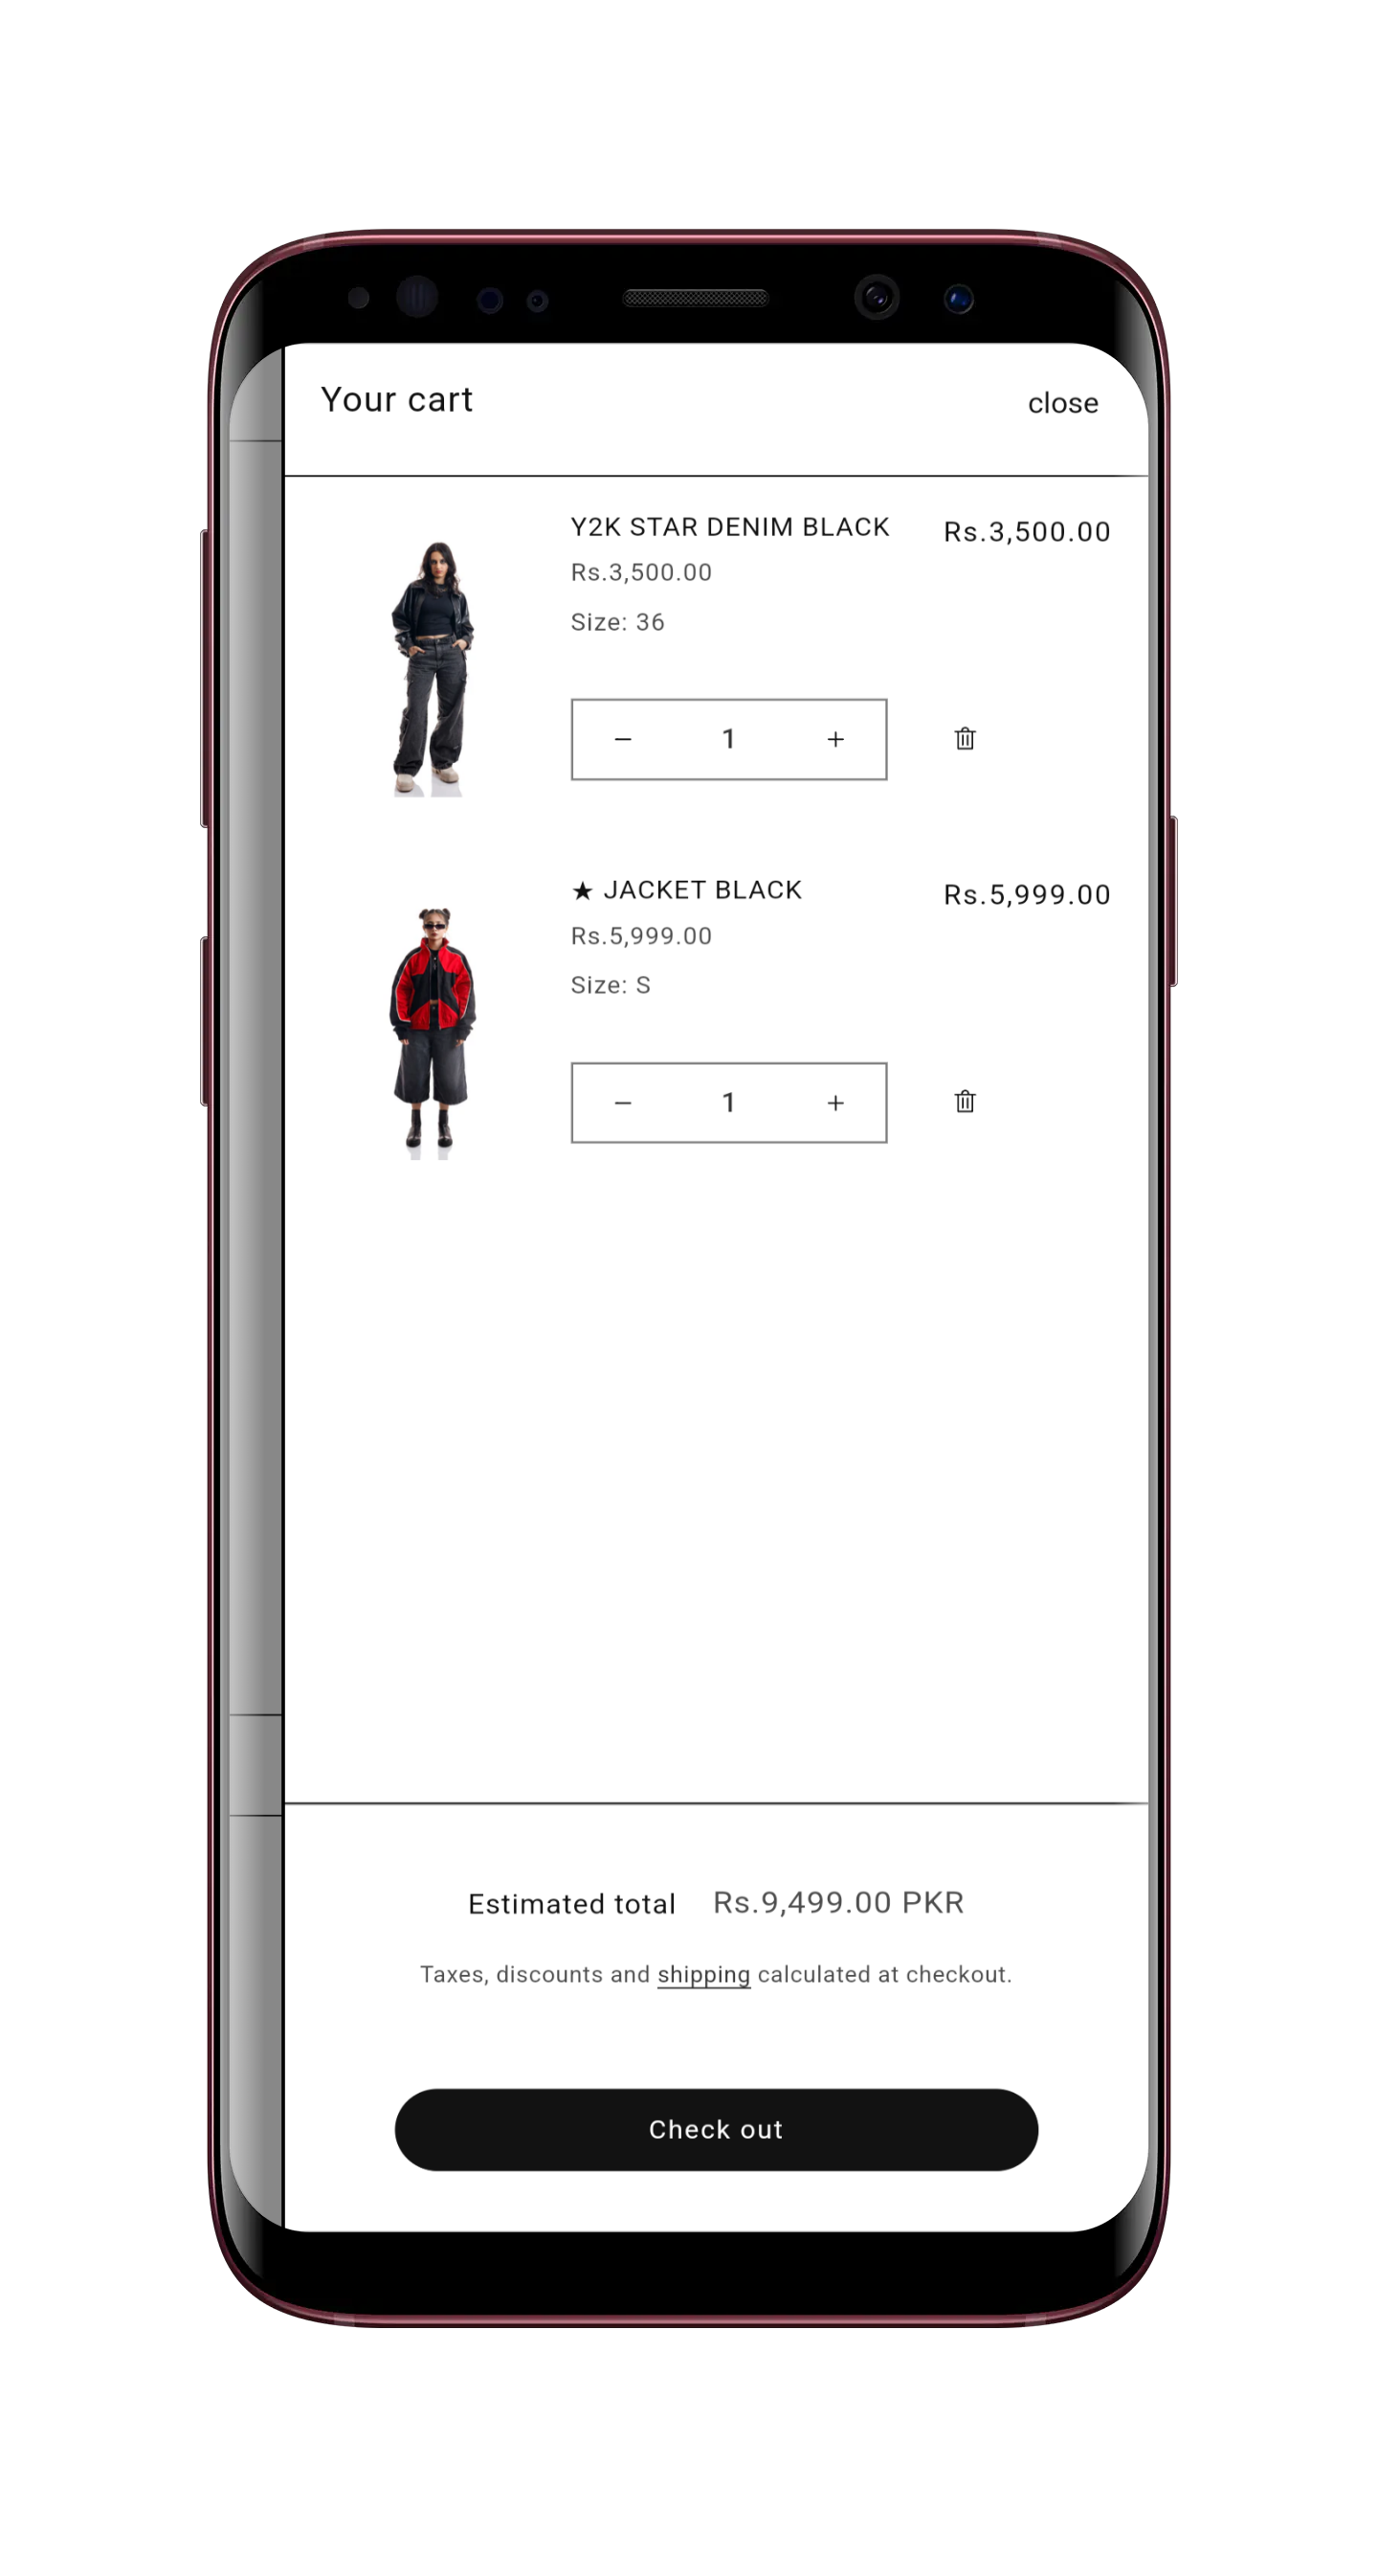 Your cart
close
Y2K STAR DENIM BLACK
Rs.3,500.00
Rs.3,500.00
Size: 36
− 1 +
★ JACKET BLACK
Rs.5,999.00
Rs.5,999.00
Size: S
− 1 +
Estimated total Rs.9,499.00 PKR
Taxes, discounts and shipping calculated at checkout.
Check out